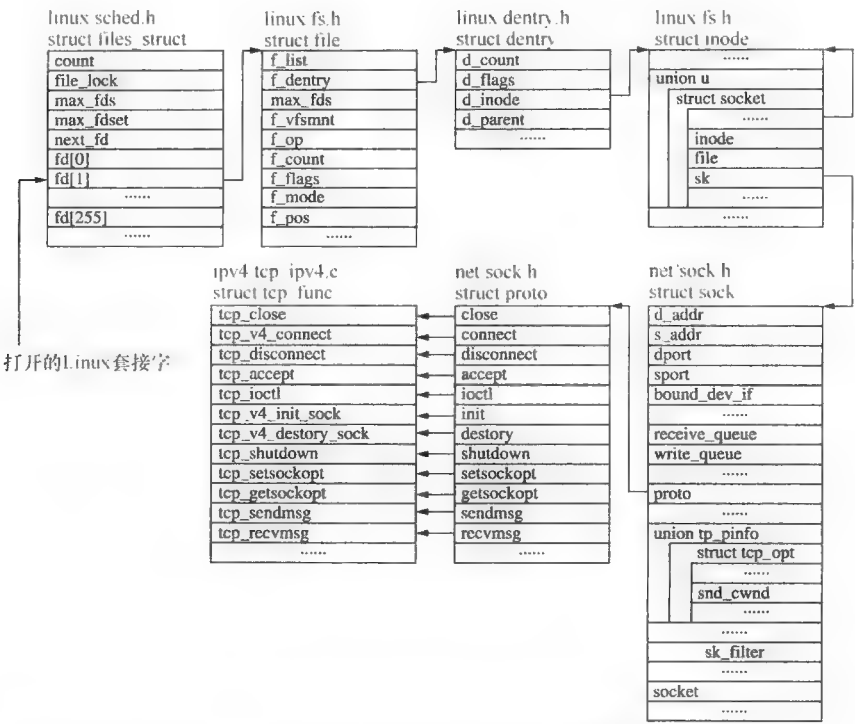 linux sched.h
struct files_struct
count
file_lock
max_fds
max_fdset
next_fd
fd[0]
fd[1]
......
fd[255]
......
linux fs.h
struct file
f_list
f_dentry
max_fds
f_vfsmnt
f_op
f_count
f_flags
f_mode
f_pos
......
linux dentry.h
struct dentry
d_count
d_flags
d_inode
d_parent
......
linux fs h
struct inode
......
union u
struct socket
......
inode
file
sk
......
......
打开的Linux套接字
ipv4 tcp_ipv4.c
struct tcp_func
tcp_close
tcp_v4_connect
tcp_disconnect
tcp_accept
tcp_ioctl
tcp_v4_init_sock
tcp_v4_destory_sock
tcp_shutdown
tcp_setsockopt
tcp_getsockopt
tcp_sendmsg
tcp_recvmsg
......
net sock h
struct proto
close
connect
disconnect
accept
ioctl
init
destory
shutdown
setsockopt
getsockopt
sendmsg
recvmsg
......
net sock h
struct sock
d_addr
s_addr
dport
sport
bound_dev_if
......
receive_queue
write_queue
......
proto
......
union tp_pinfo
struct tcp_opt
......
snd_cwnd
......
......
sk_filter
......
socket
......